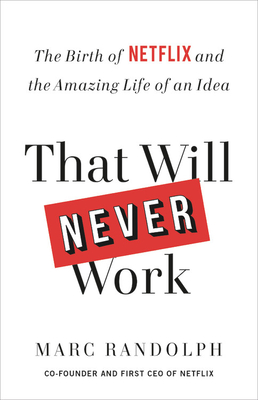 The Birth of NETFLIX and
the Amazing Life of an Idea
That Will
NEVER
Work
MARC RANDOLPH
CO-FOUNDER AND FIRST CEO OF NETFLIX